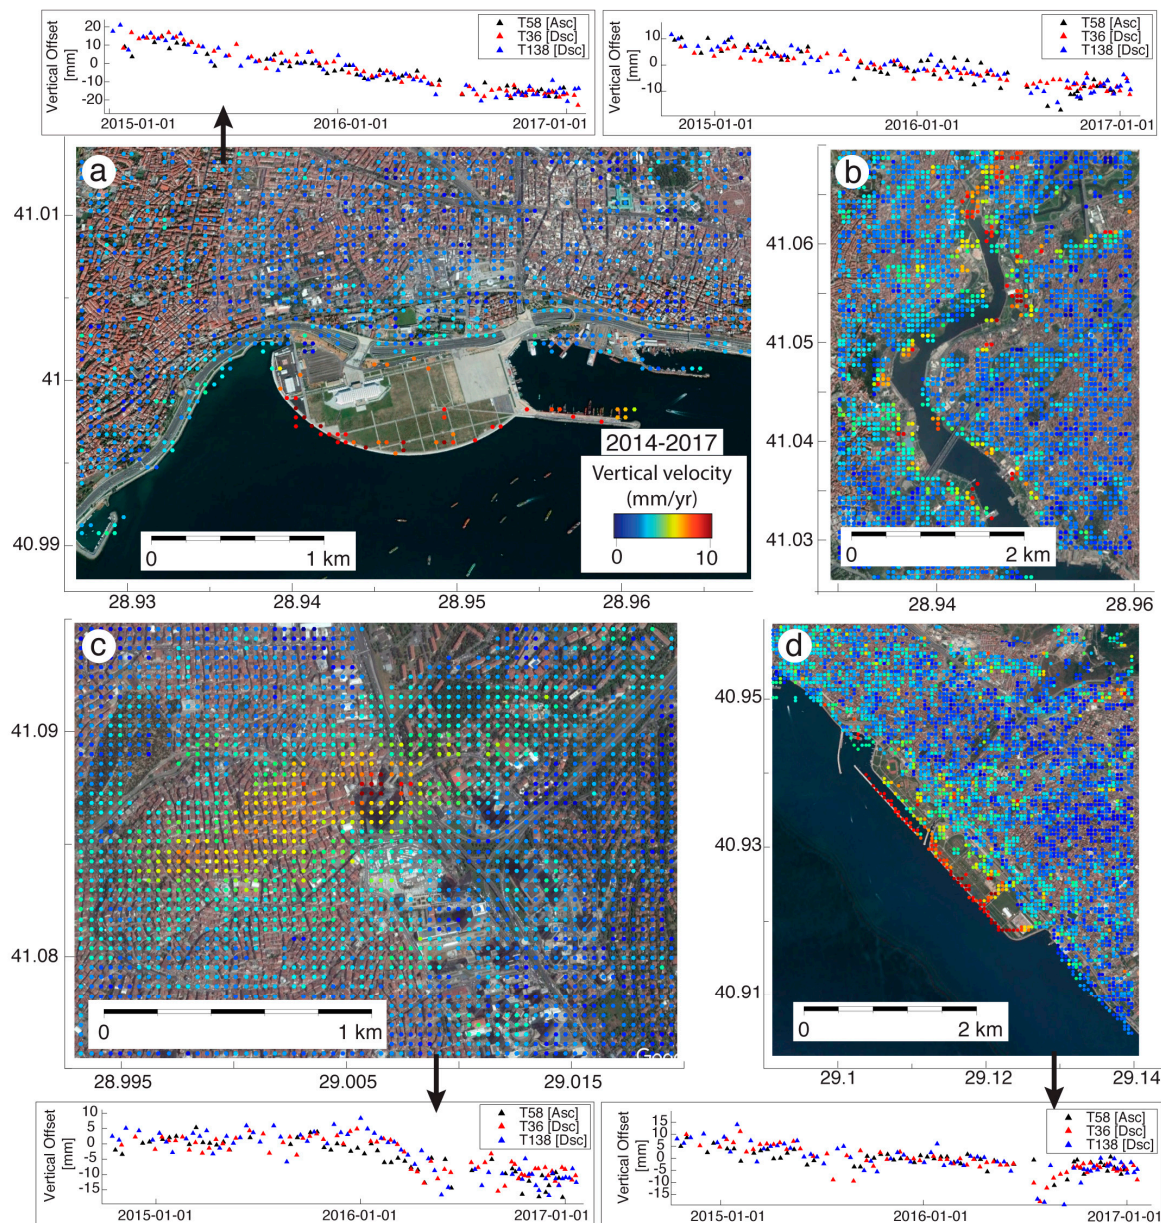 20
10
0
-10
-20
Vertical Offset
[mm]
T58 [Asc]
T36 [Dsc]
T138 [Dsc]
2015-01-01 2016-01-01 2017-01-01
10
0
-10
Vertical Offset
[mm]
T58 [Asc]
T36 [Dsc]
T138 [Dsc]
2015-01-01 2016-01-01 2017-01-01
a
41.01
41
40.99
2014-2017
Vertical velocity
(mm/yr)
0 10
0 1 km
28.93 28.94 28.95 28.96
b
41.06
41.05
41.04
41.03
0 2 km
28.94 28.96
c
41.09
41.08
0 1 km
Goo
28.995 29.005 29.015
d
40.95
40.93
40.91
0 2 km
29.1 29.12 29.14
10
5
0
-5
-10
-15
Vertical Offset
[mm]
T58 [Asc]
T36 [Dsc]
T138 [Dsc]
2015-01-01 2016-01-01 2017-01-01
15
10
5
0
-5
-10
-15
Vertical Offset
[mm]
T58 [Asc]
T36 [Dsc]
T138 [Dsc]
2015-01-01 2016-01-01 2017-01-01